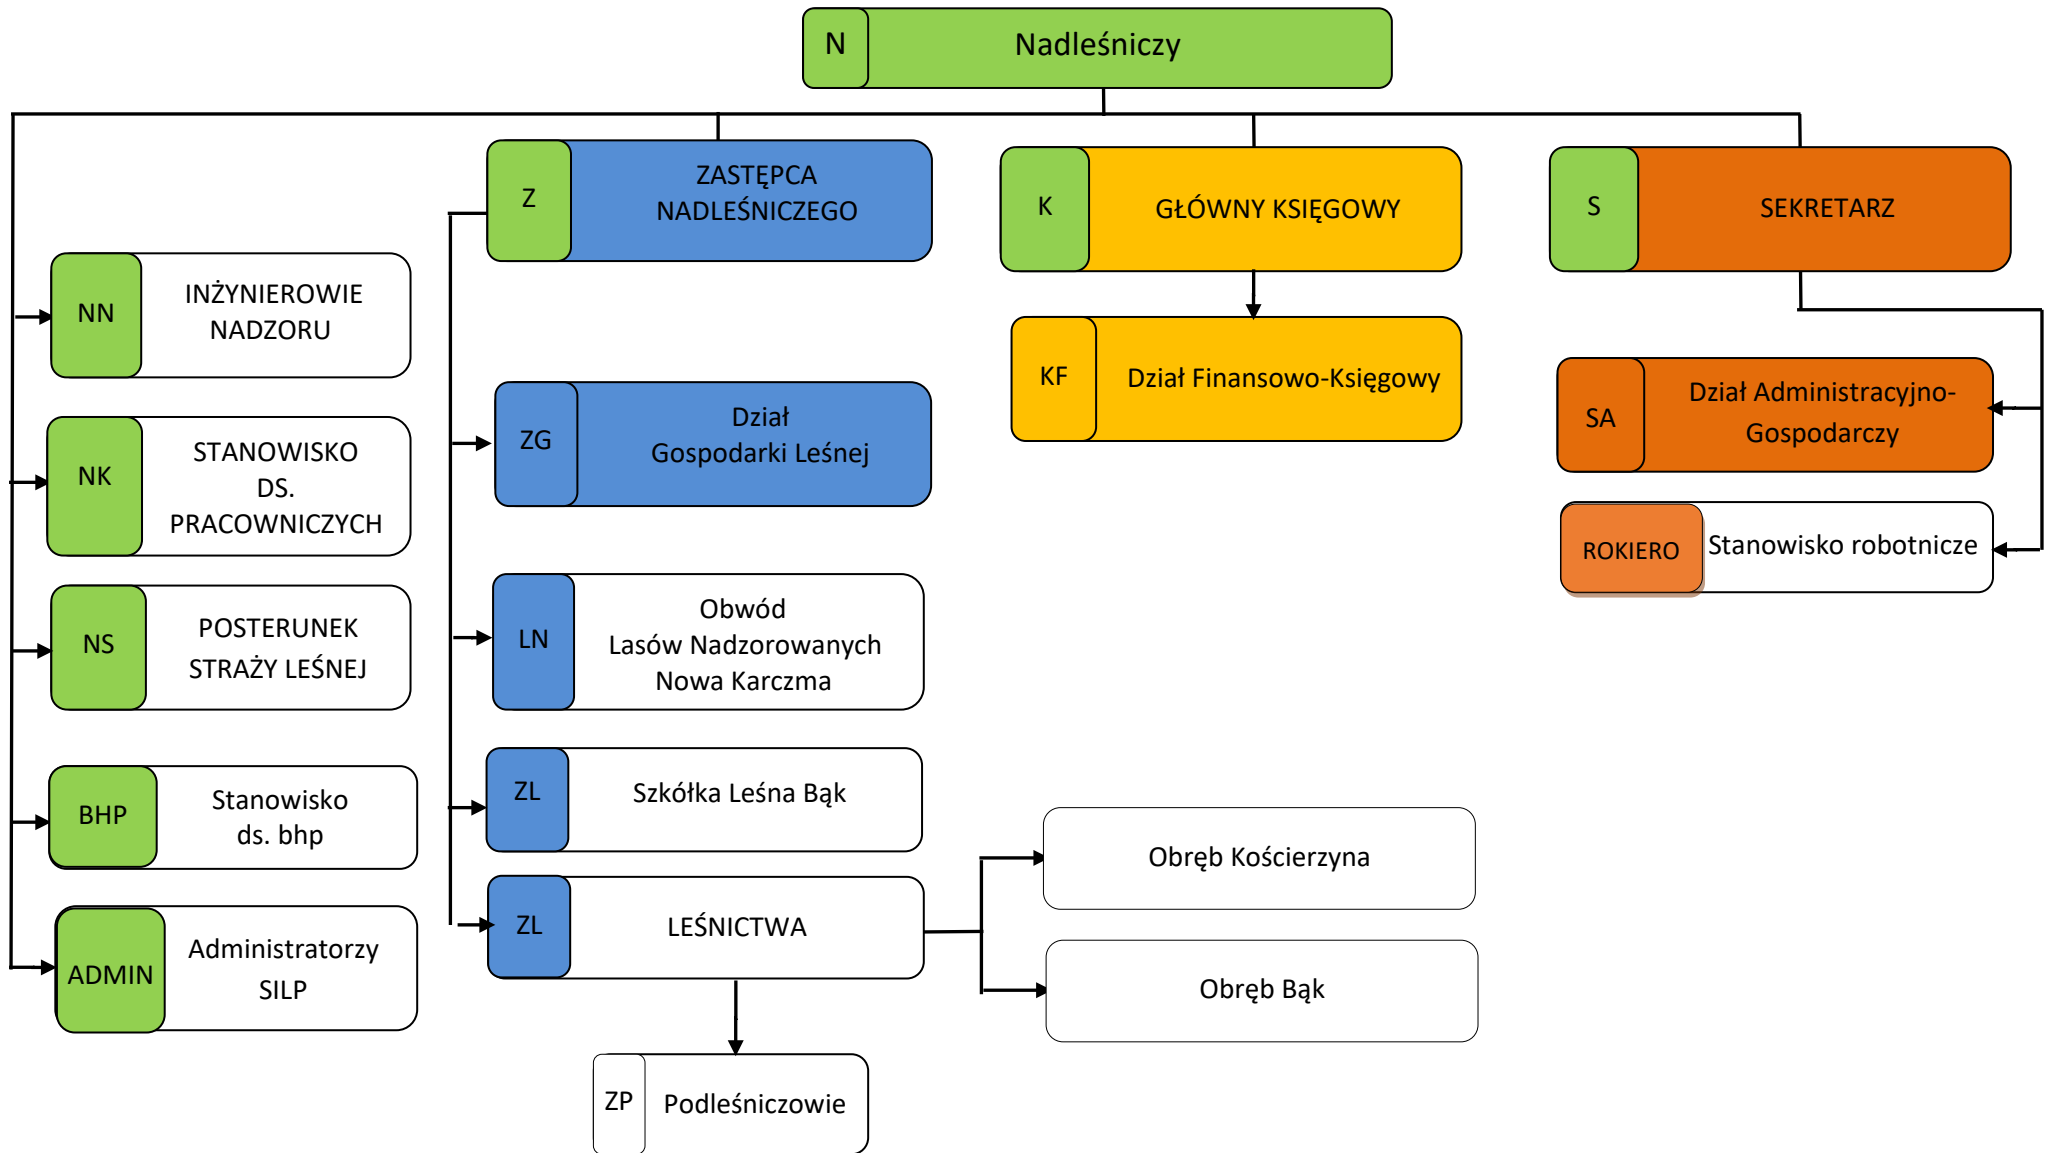 N
Nadleśniczy
Z
ZASTĘPCA
NADLEŚNICZEGO
K
GŁÓWNY KSIĘGOWY
S
SEKRETARZ
NN
INŻYNIEROWIE
NADZORU
NK
STANOWISKO
DS.
PRACOWNICZYCH
NS
POSTERUNEK
STRAŻY LEŚNEJ
BHP
Stanowisko
ds. bhp
ADMIN
Administratorzy
SILP
ZG
Dział
Gospodarki Leśnej
LN
Obwód
Lasów Nadzorowanych
Nowa Karczma
ZL
Szkółka Leśna Bąk
ZL
LEŚNICTWA
ZP
Podleśniczowie
Obręb Kościerzyna
Obręb Bąk
KF
Dział Finansowo-Księgowy
SA
Dział Administracyjno-
Gospodarczy
ROKIERO
Stanowisko robotnicze